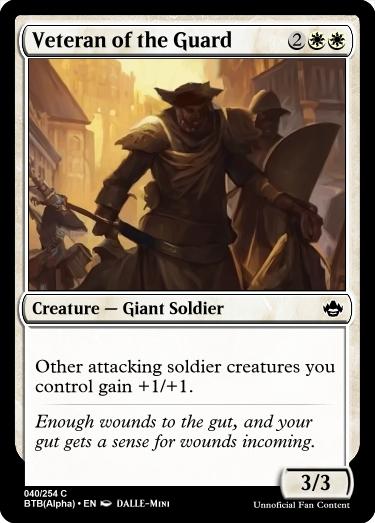 Veteran of the Guard 2
Creature — Giant Soldier
Other attacking soldier creatures you
control gain +1/+1.
Enough wounds to the gut, and your
gut gets a sense for wounds incoming.
3/3
040/254 C
BTB(Alpha) • EN DALLE-Mini
Unnoficial Fan Content